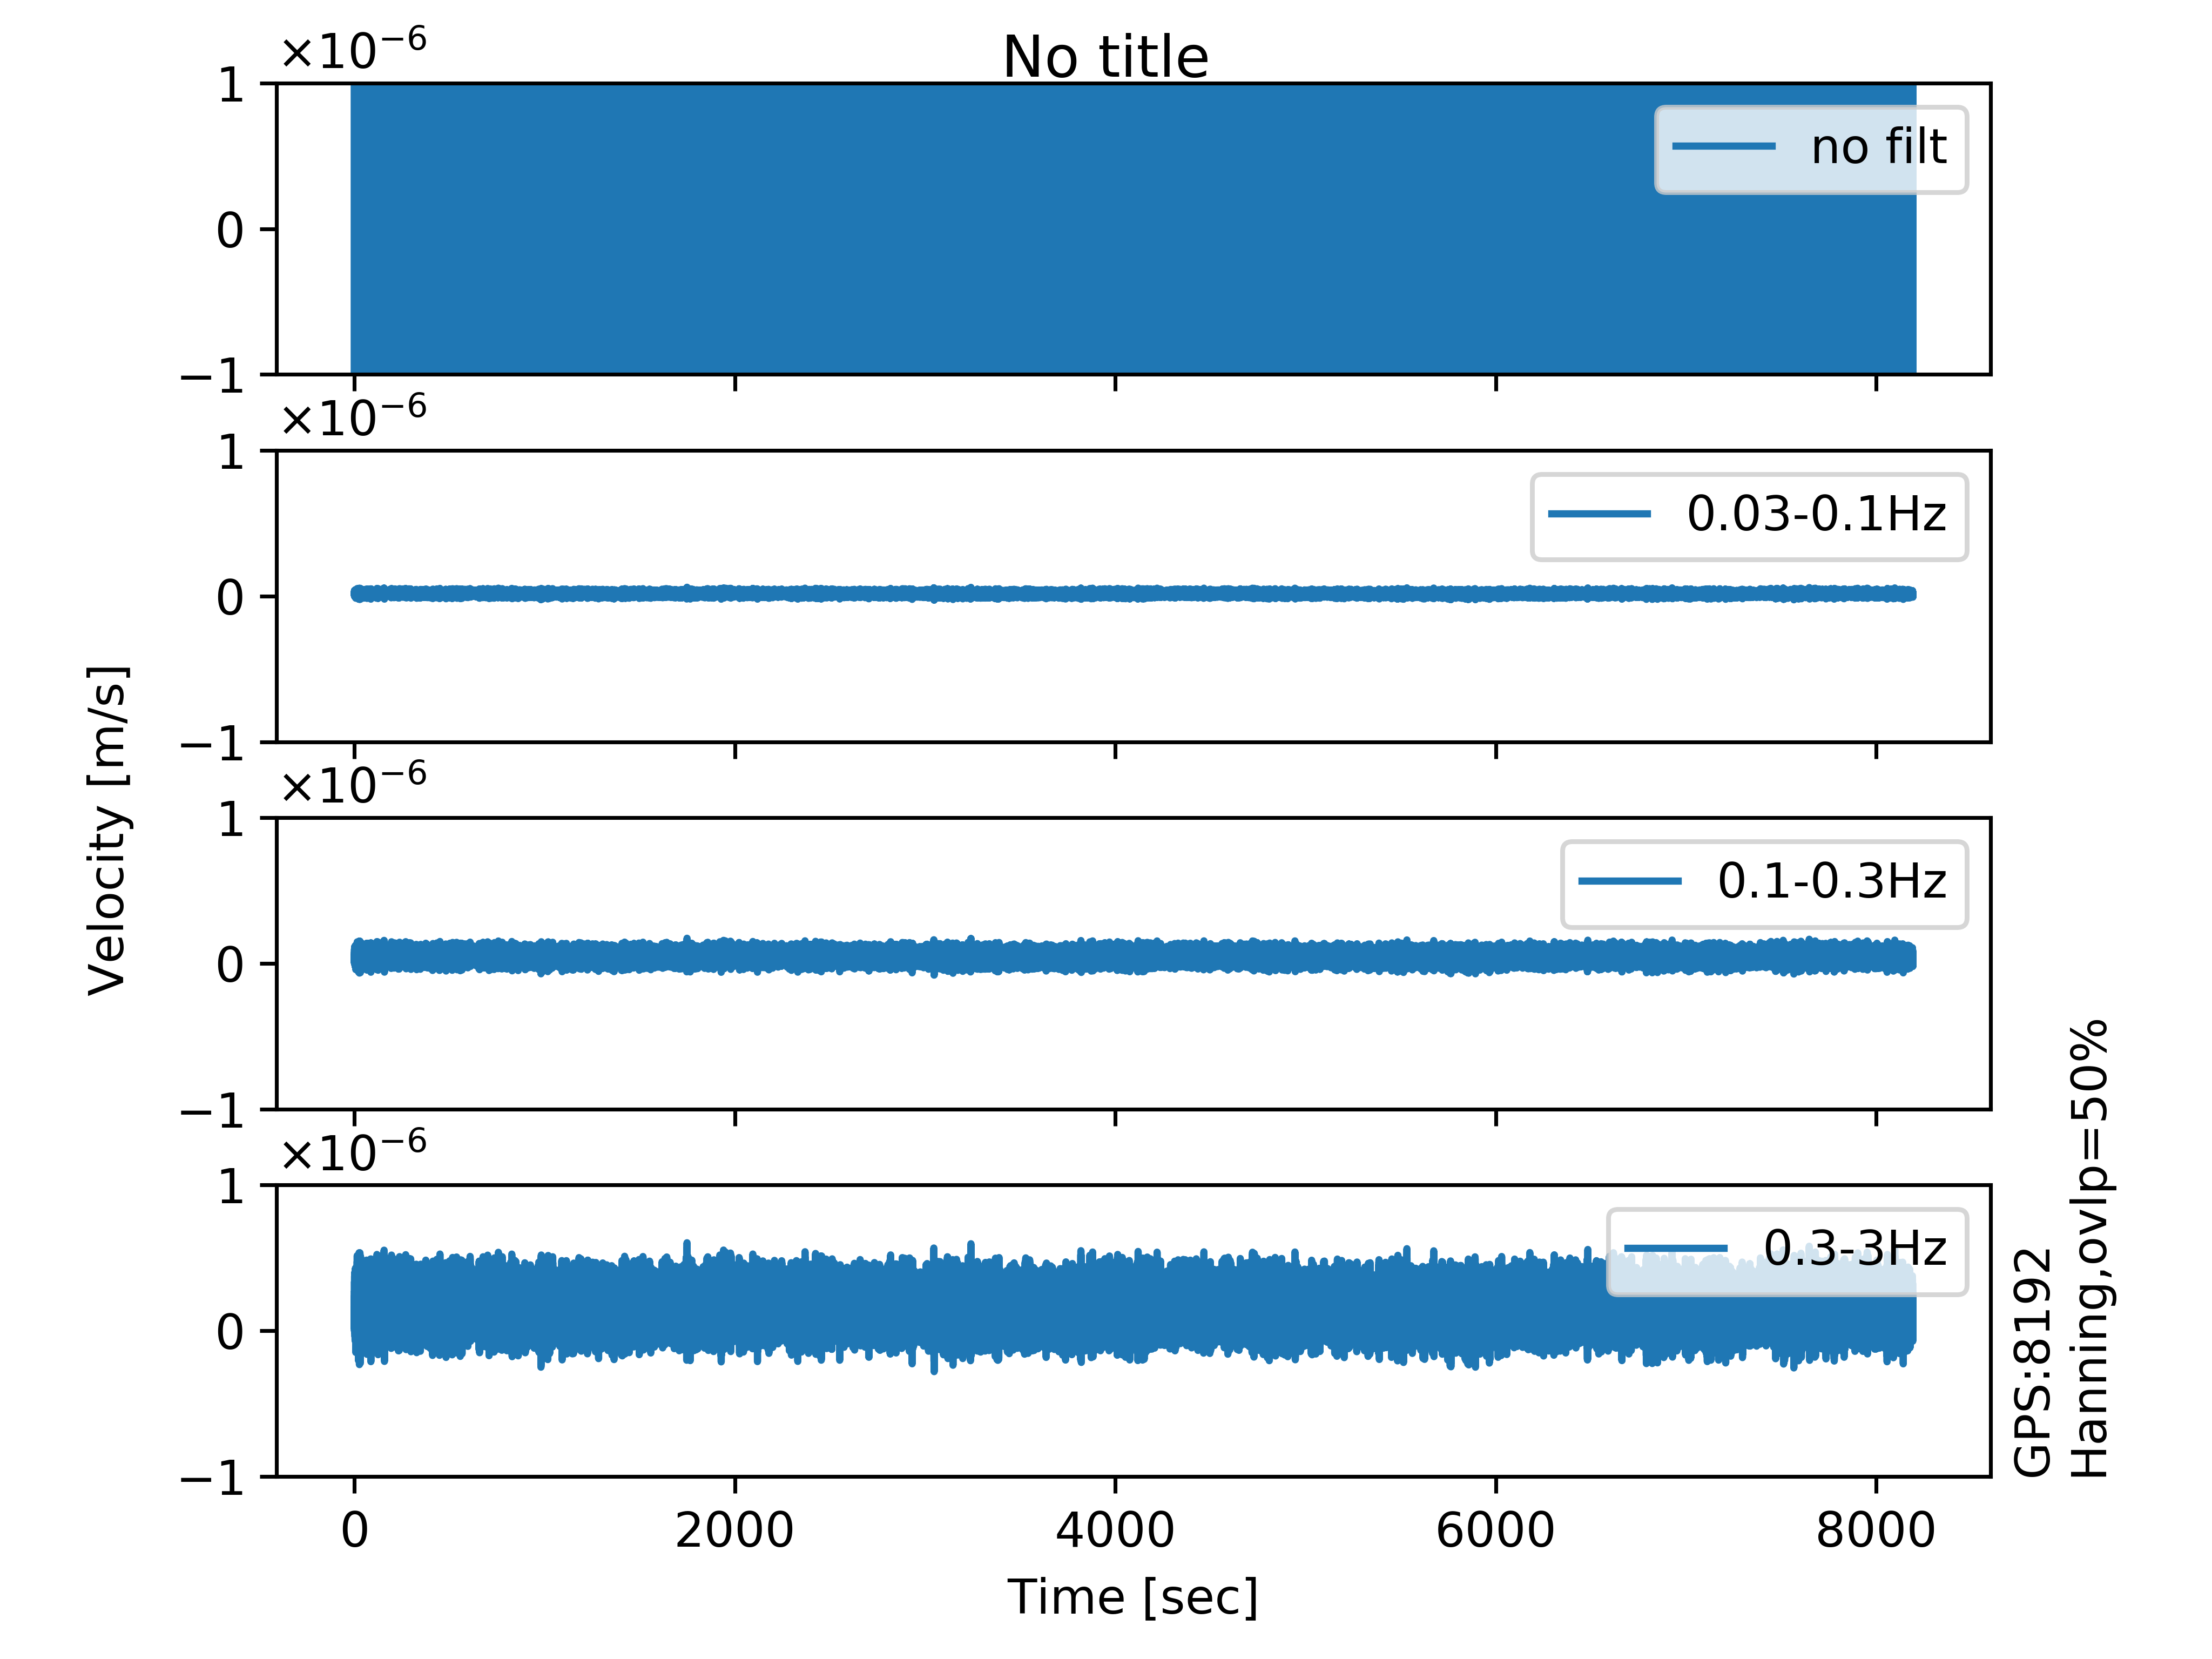 No title
×10⁻⁶
1
0
−1
no filt
×10⁻⁶
1
0
−1
0.03-0.1Hz
×10⁻⁶
1
0
−1
0.1-0.3Hz
×10⁻⁶
1
0
−1
0.3-3Hz
0 2000 4000 6000 8000
Time [sec]
Velocity [m/s]
GPS:8192
Hanning,ovlp=50%